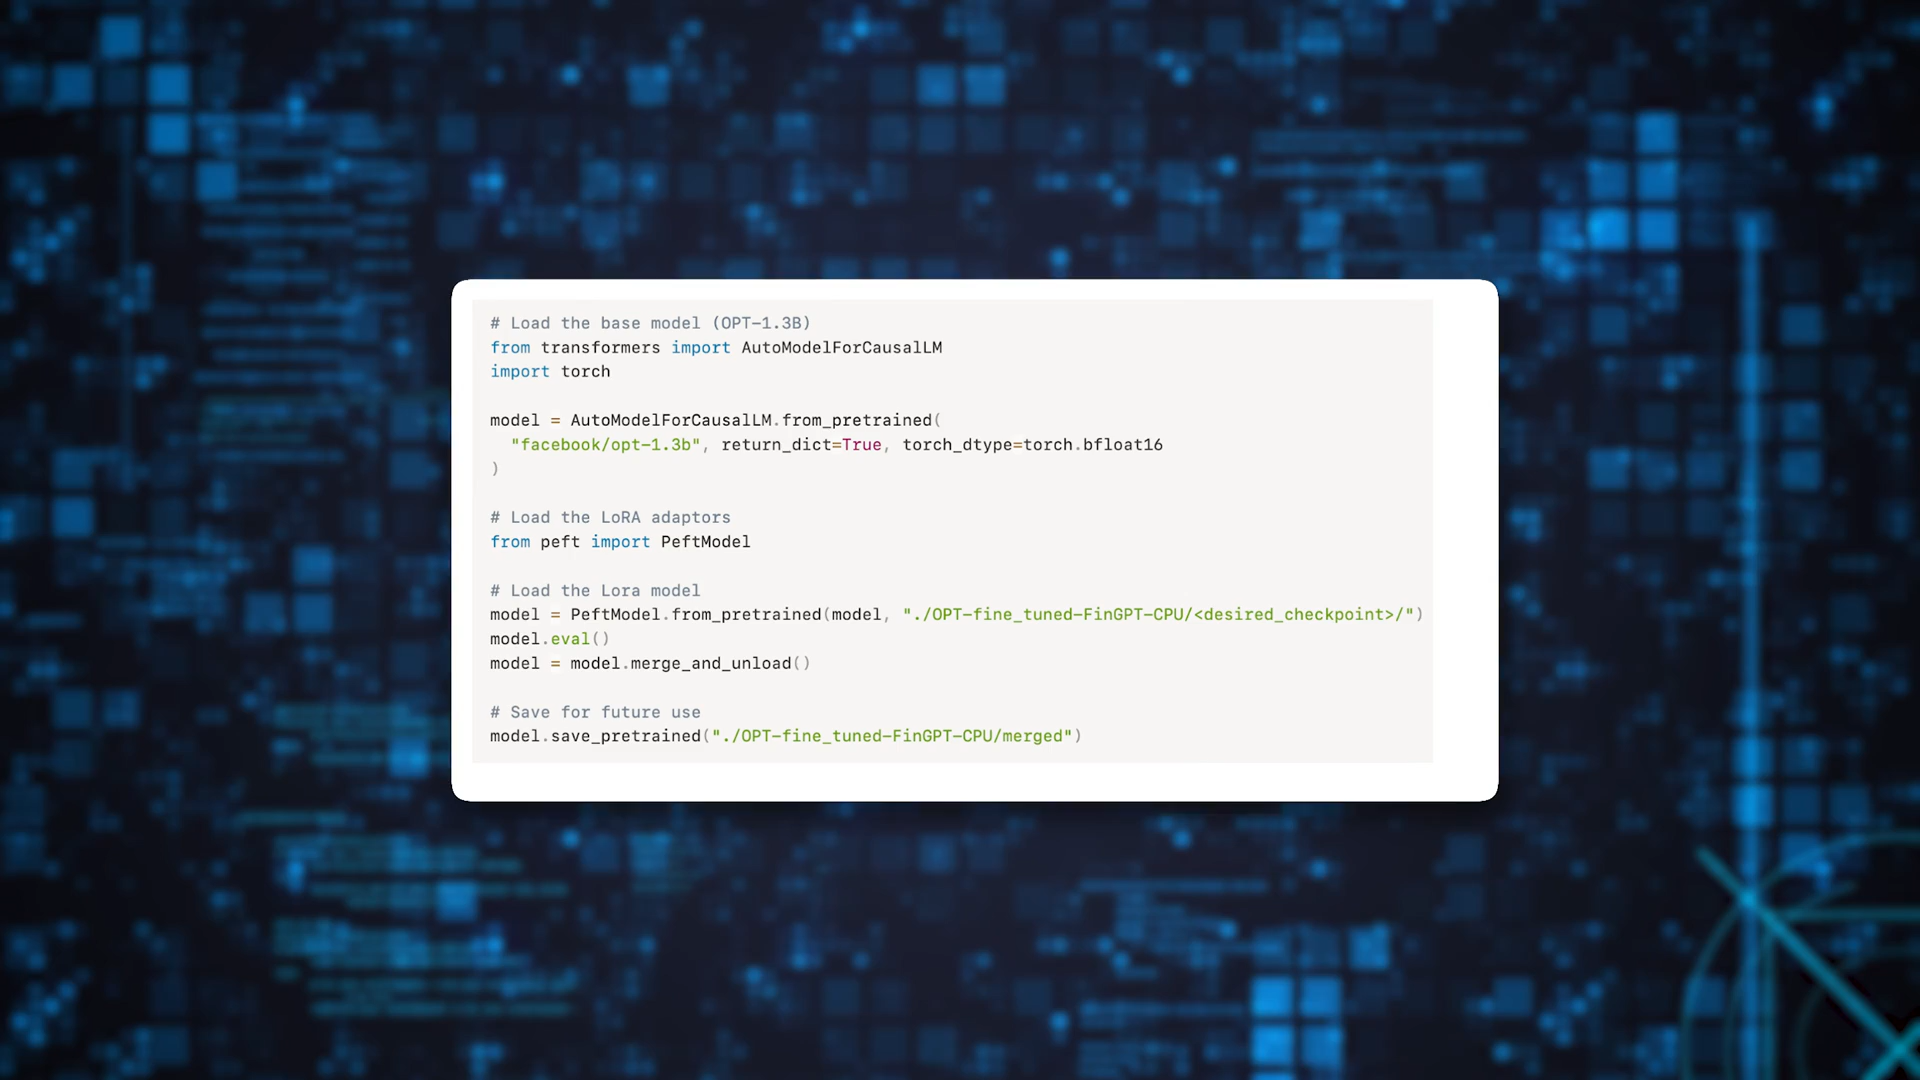 # Load the base model (OPT-1.3B)
from transformers import AutoModelForCausalLM
import torch
model = AutoModelForCausalLM.from_pretrained(
"facebook/opt-1.3b", return_dict=True, torch_dtype=torch.bfloat16
)
# Load the LoRA adaptors
from peft import PeftModel
# Load the Lora model
model = PeftModel.from_pretrained(model, "./OPT-fine_tuned-FinGPT-CPU/<desired_checkpoint>/")
model.eval()
model = model.merge_and_unload()
# Save for future use
model.save_pretrained("./OPT-fine_tuned-FinGPT-CPU/merged")